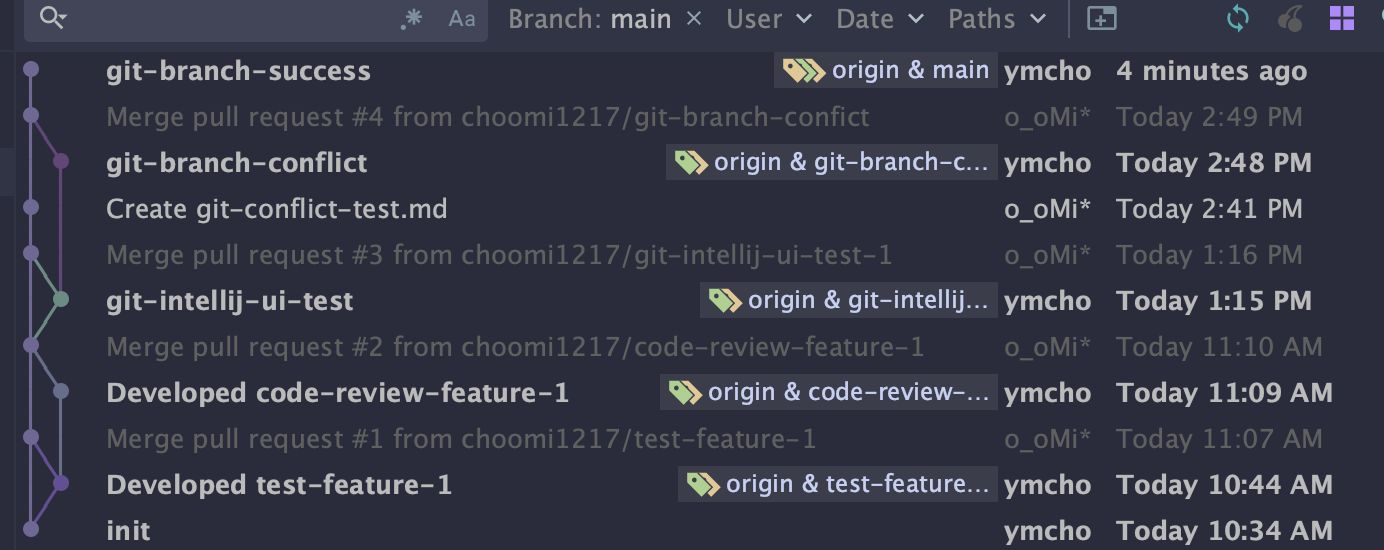 .* Aa Branch: main × User Date Paths
git-branch-success origin & main ymcho 4 minutes ago
Merge pull request #4 from choomi1217/git-branch-confict o_oMi* Today 2:49 PM
git-branch-conflict origin & git-branch-c... ymcho Today 2:48 PM
Create git-conflict-test.md o_oMi* Today 2:41 PM
Merge pull request #3 from choomi1217/git-intellij-ui-test-1 o_oMi* Today 1:16 PM
git-intellij-ui-test origin & git-intellij... ymcho Today 1:15 PM
Merge pull request #2 from choomi1217/code-review-feature-1 o_oMi* Today 11:10 AM
Developed code-review-feature-1 origin & code-review-... ymcho Today 11:09 AM
Merge pull request #1 from choomi1217/test-feature-1 o_oMi* Today 11:07 AM
Developed test-feature-1 origin & test-feature... ymcho Today 10:44 AM
init ymcho Today 10:34 AM